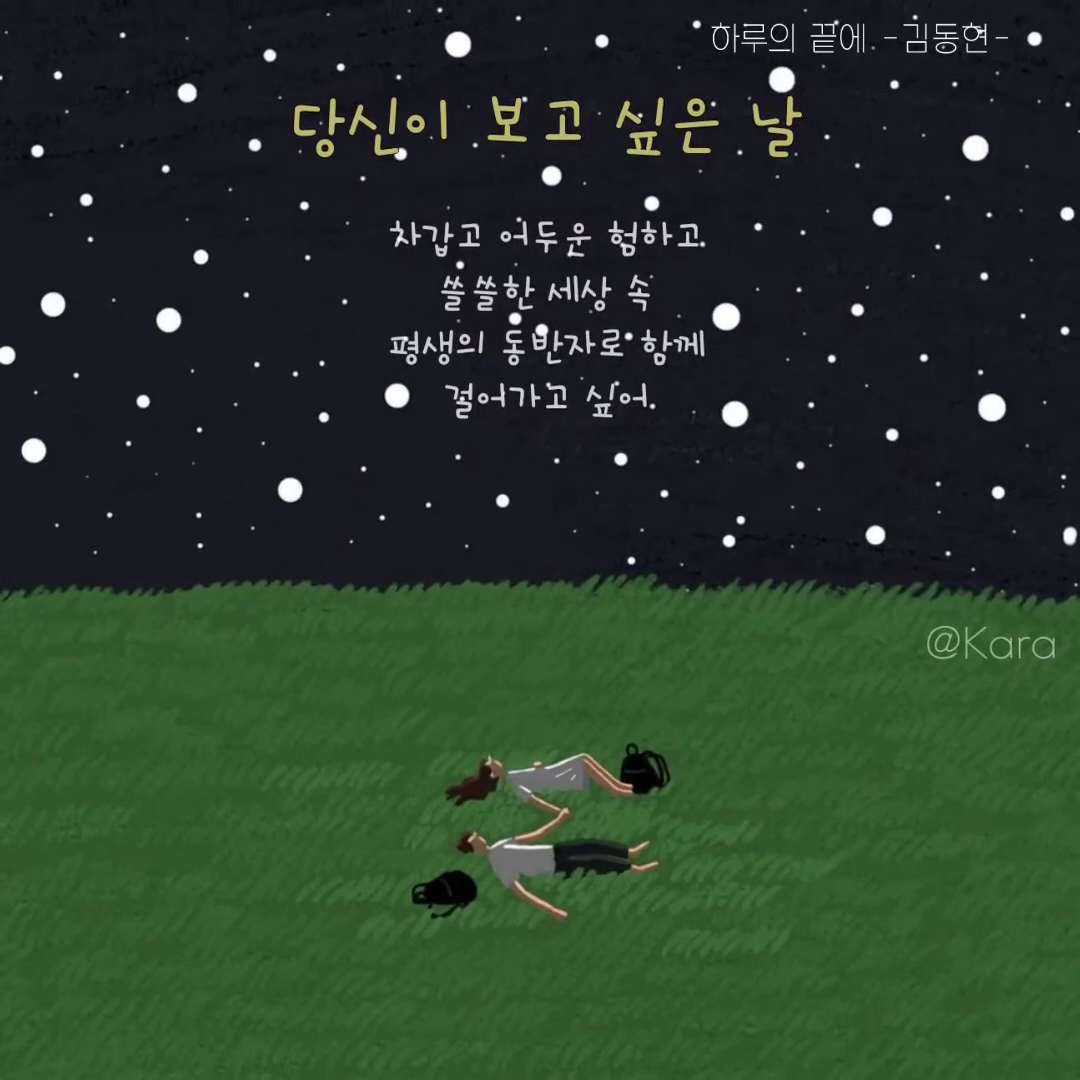 하루의 끝에 -김동현-
당신이 보고 싶은 날
차갑고 어두운 험하고
쓸쓸한 세상 속
평생의 동반자로 함께
걸어가고 싶어.
@Kara